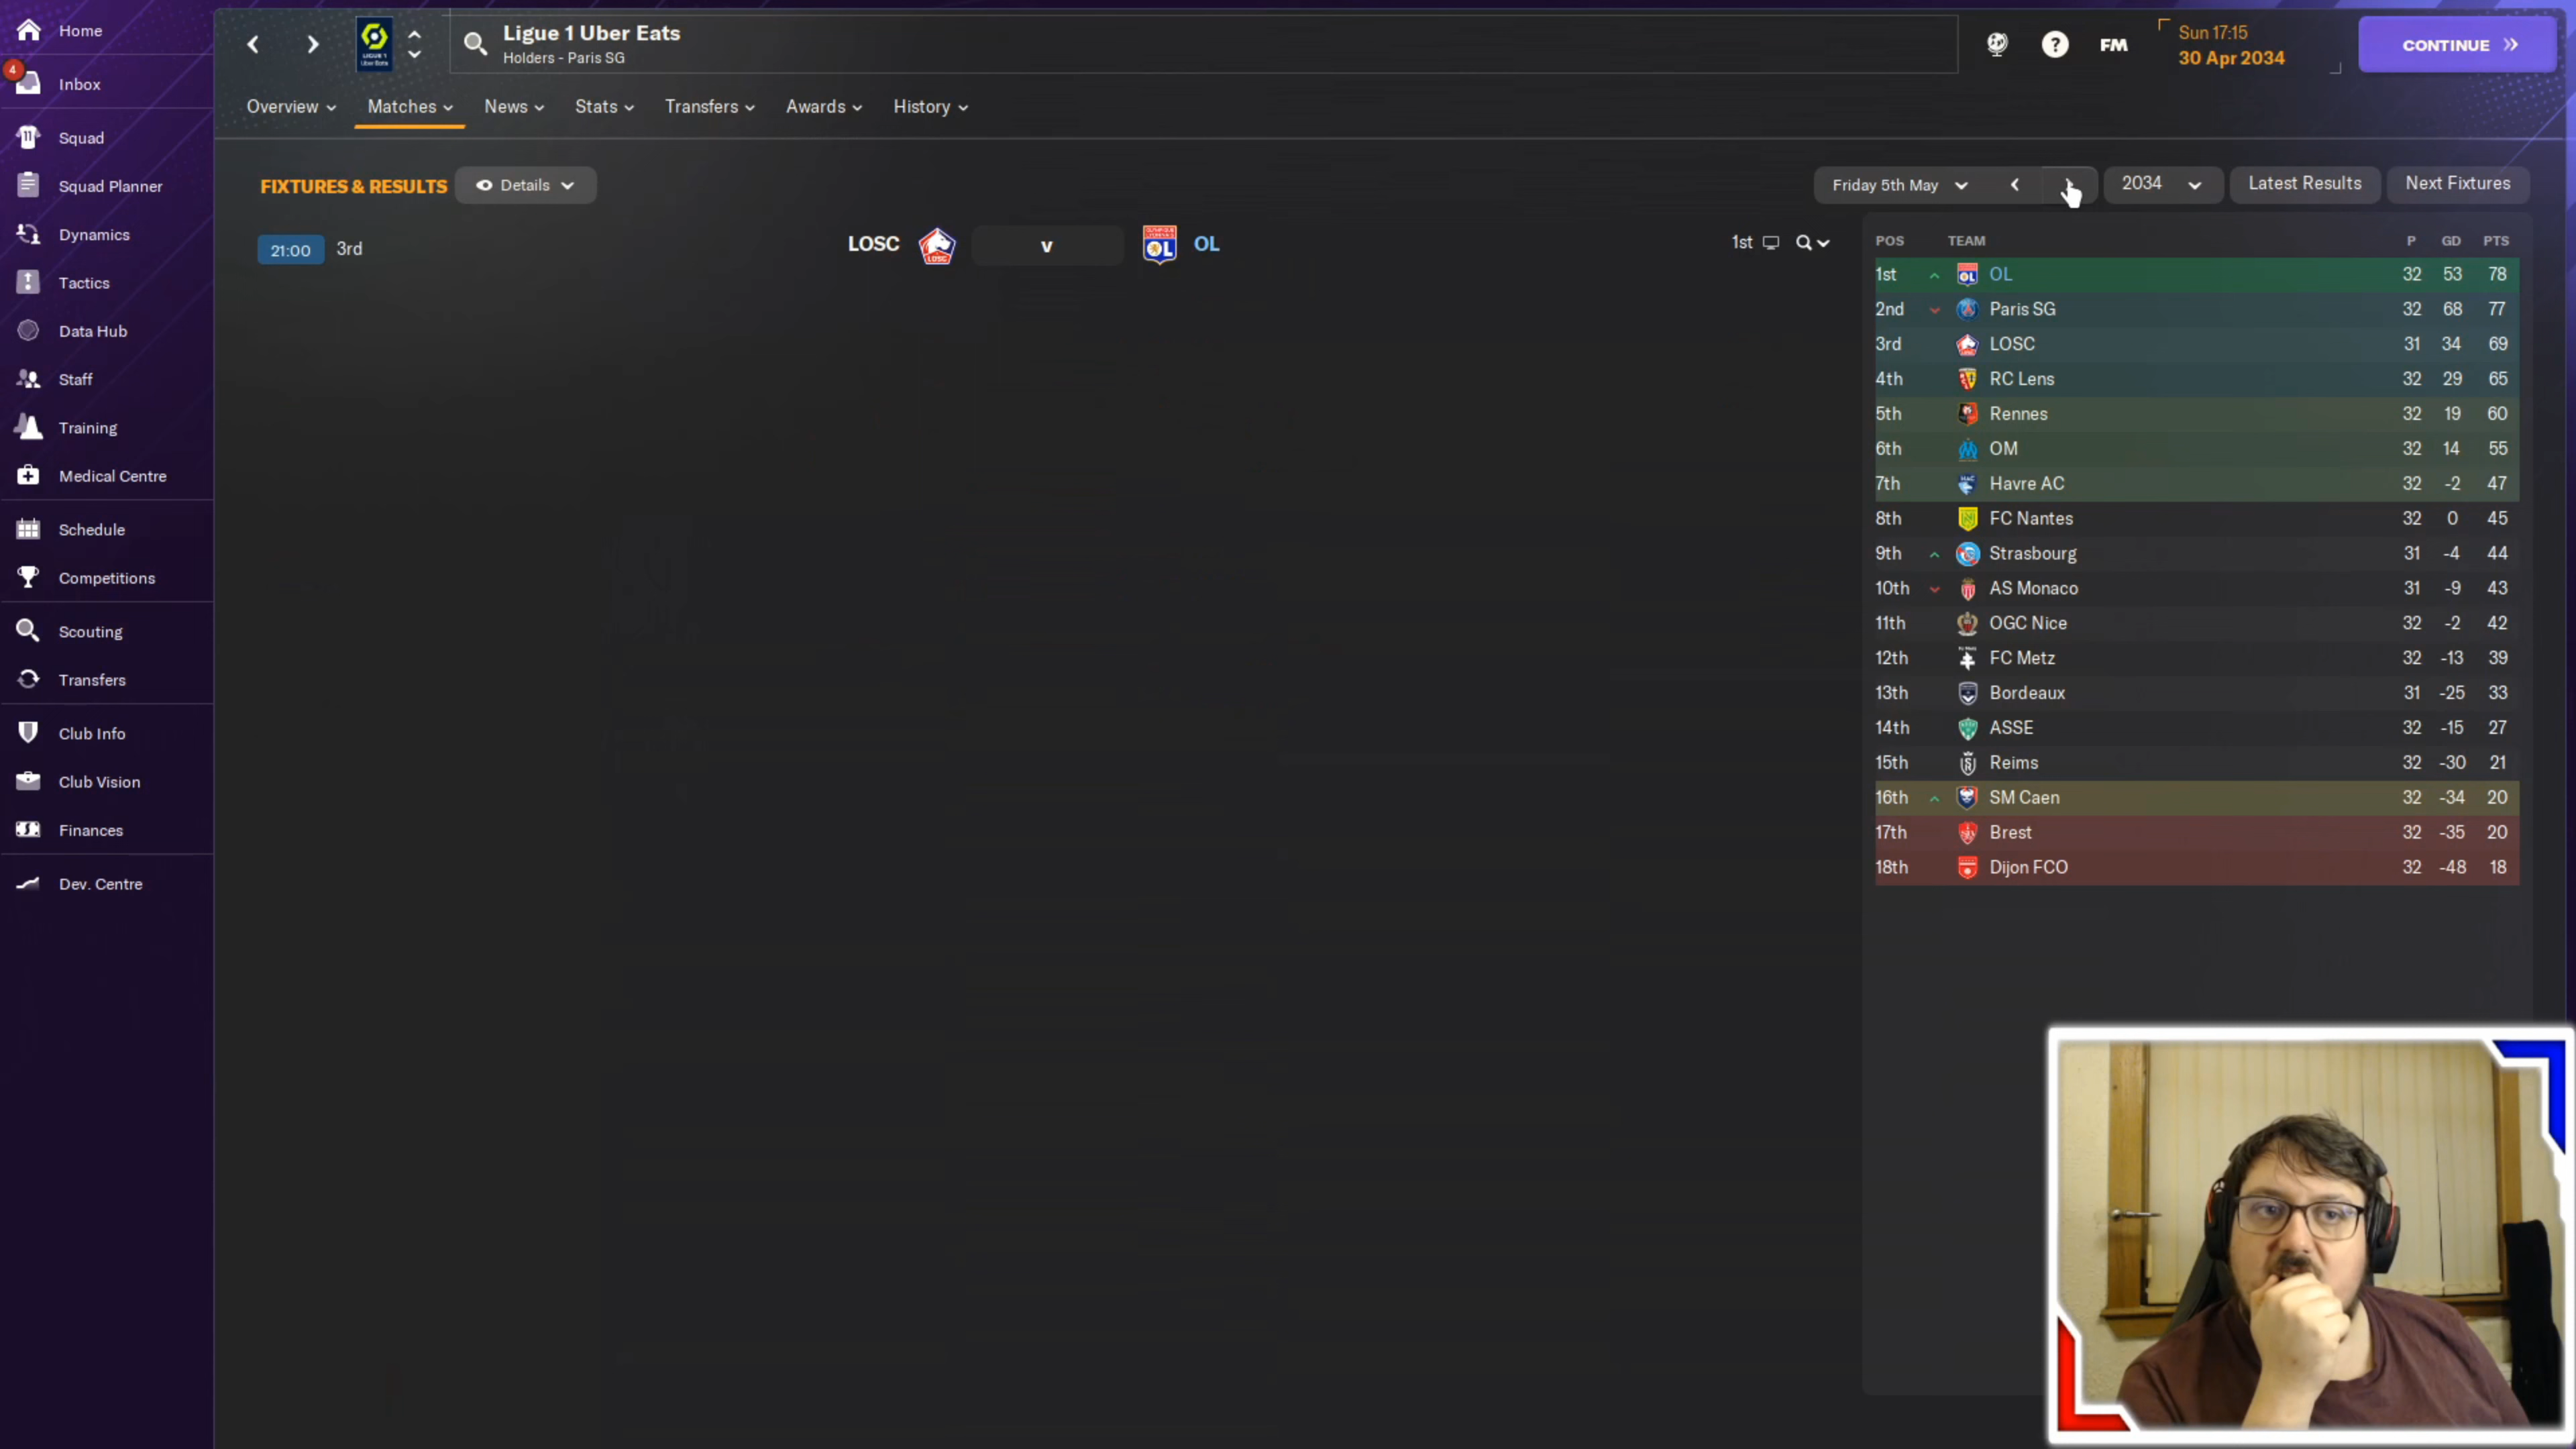 Home
4
Inbox
Squad
Squad Planner
Dynamics
Tactics
Data Hub
Staff
Training
Medical Centre
Schedule
Competitions
Scouting
Transfers
Club Info
Club Vision
Finances
Dev. Centre
Ligue 1 Uber Eats
Holders - Paris SG
FM
Sun 17:15
30 Apr 2034
CONTINUE
Overview Matches News Stats Transfers Awards History
FIXTURES & RESULTS Details
Friday 5th May 2034 Latest Results Next Fixtures
21:00 3rd LOSC v OL 1st
POS TEAM P GD PTS
1st OL 32 53 78
2nd Paris SG 32 68 77
3rd LOSC 31 34 69
4th RC Lens 32 29 65
5th Rennes 32 19 60
6th OM 32 14 55
7th Havre AC 32 -2 47
8th FC Nantes 32 0 45
9th Strasbourg 31 -4 44
10th AS Monaco 31 -9 43
11th OGC Nice 32 -2 42
12th FC Metz 32 -13 39
13th Bordeaux 31 -25 33
14th ASSE 32 -15 27
15th Reims 32 -30 21
16th SM Caen 32 -34 20
17th Brest 32 -35 20
18th Dijon FCO 32 -48 18